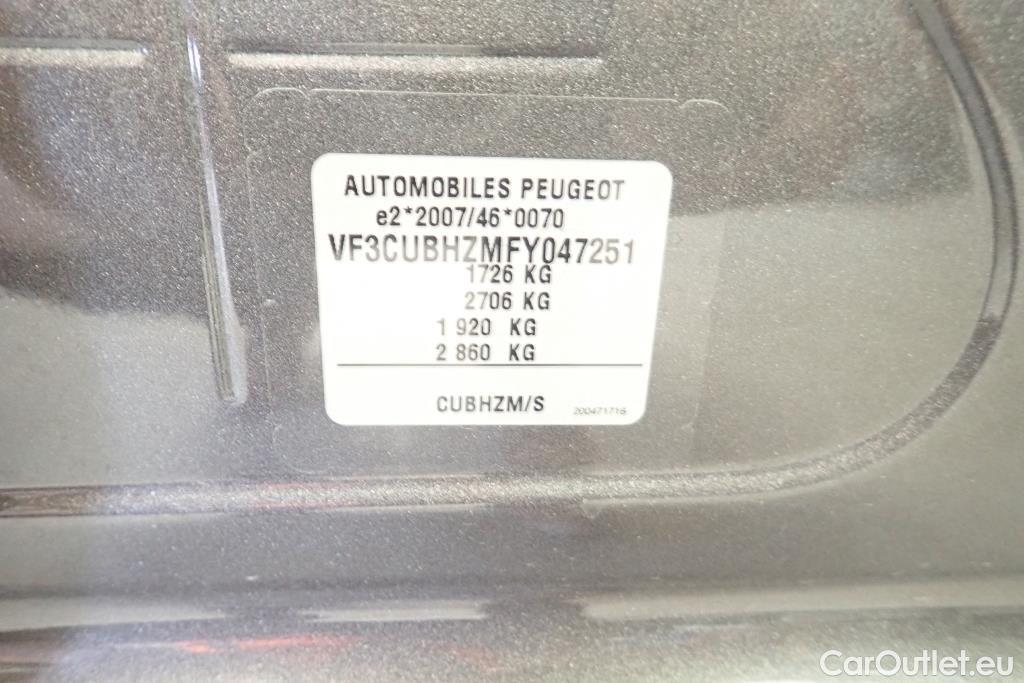 AUTOMOBILES PEUGEOT
e2*2007/46*0070
VF3CUBHZMFY047251
1726 KG
2706 KG
1 920 KG
2 860 KG
CUBHZM/S
200471716
CarOutlet.eu